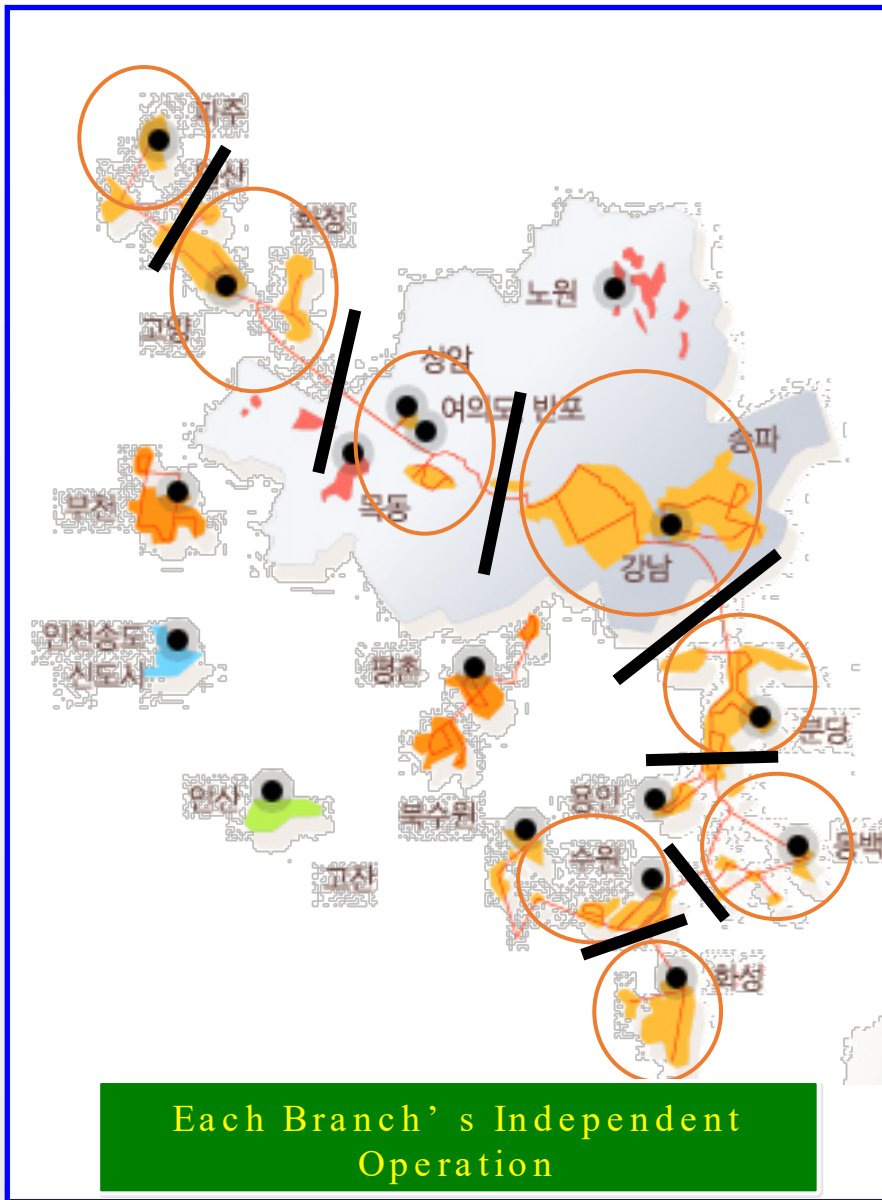 파주
일산
화정
고양
노원
상암
여의도
반포
송파
목동
강남
부천
인천송도
신도시
평촌
분당
안산
북수원
용인
동백
수원
고산
화성
Each Branch’ s Independent
Operation